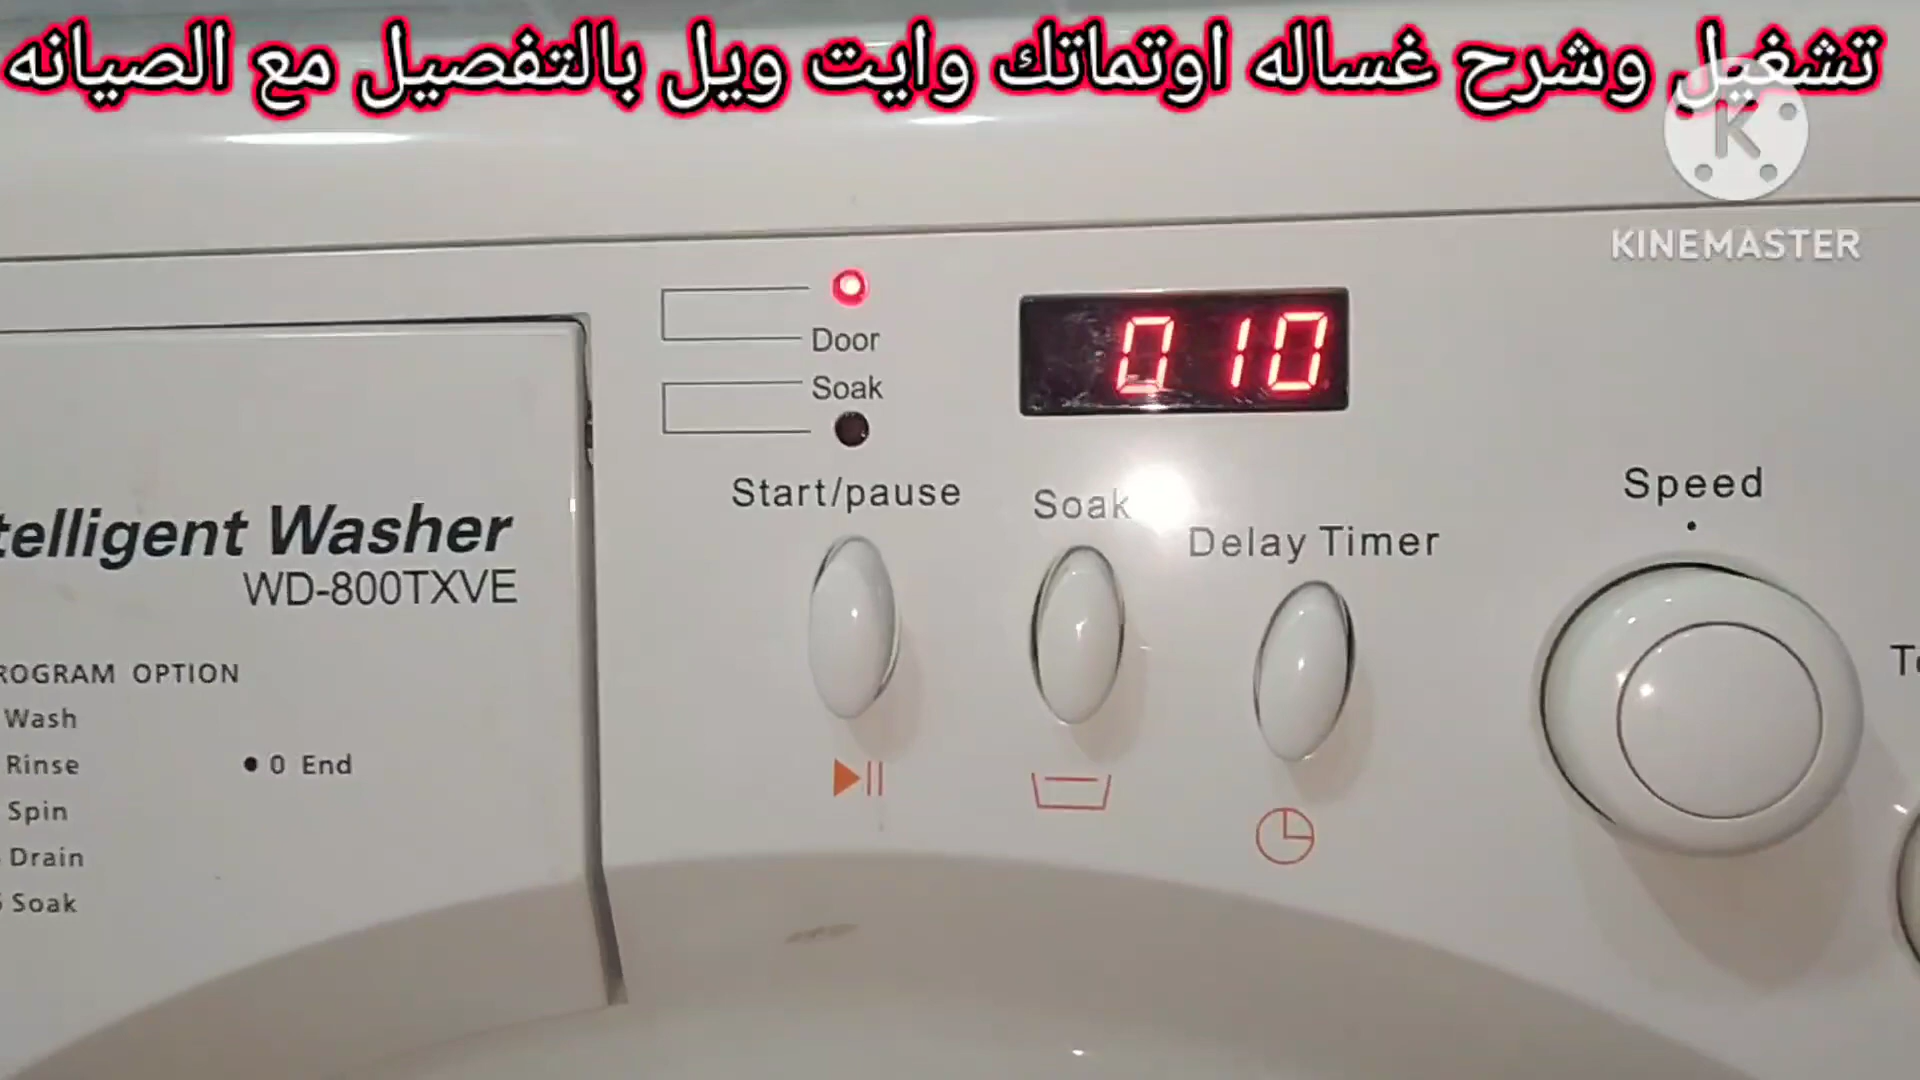 تشغيل وشرح غساله اوتماتك وايت ويل بالتفصيل مع الصيانه
K
KINEMASTER
Door
Soak
010
Start/pause
Soak
Delay Timer
Speed
telligent Washer
WD-800TXVE
ROGRAM OPTION
Wash
Rinse
0 End
Spin
Drain
Soak